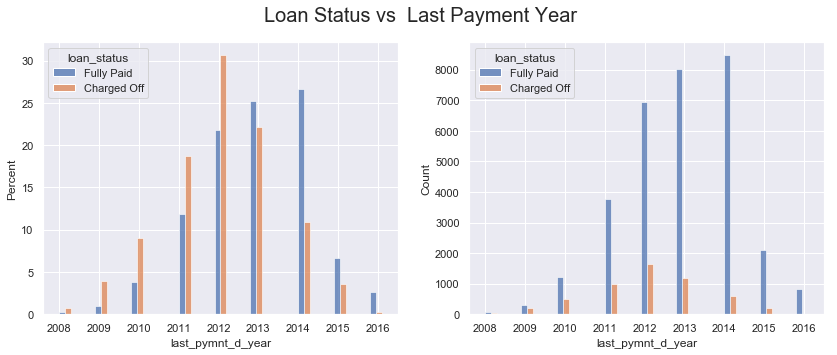 Loan Status vs  Last Payment Year
loan_status
Fully Paid
Charged Off
Percent
30
25
20
15
10
5
0
2008 2009 2010 2011 2012 2013 2014 2015 2016
last_pymnt_d_year
loan_status
Fully Paid
Charged Off
Count
8000
7000
6000
5000
4000
3000
2000
1000
0
2008 2009 2010 2011 2012 2013 2014 2015 2016
last_pymnt_d_year